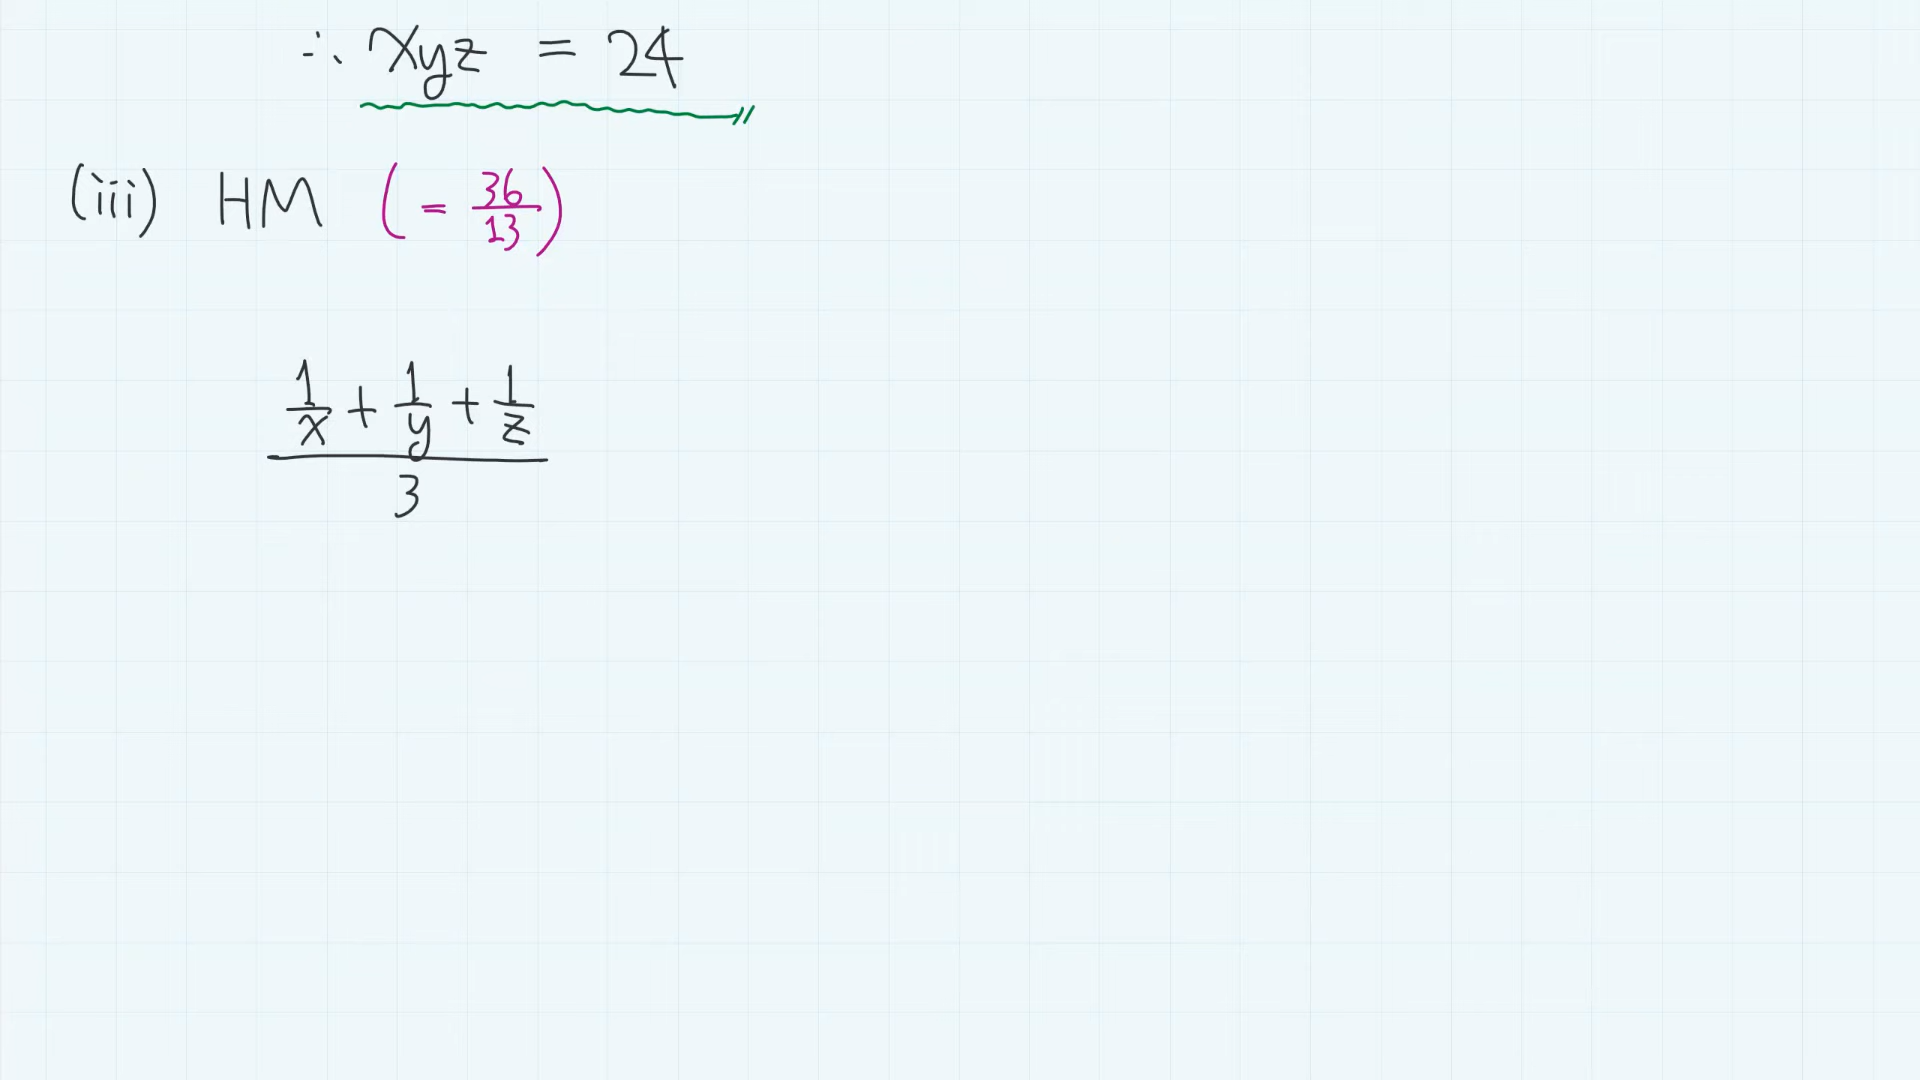 ∴ xyz = 24
(iii) HM (= 36/13)
1/x + 1/y + 1/z
3